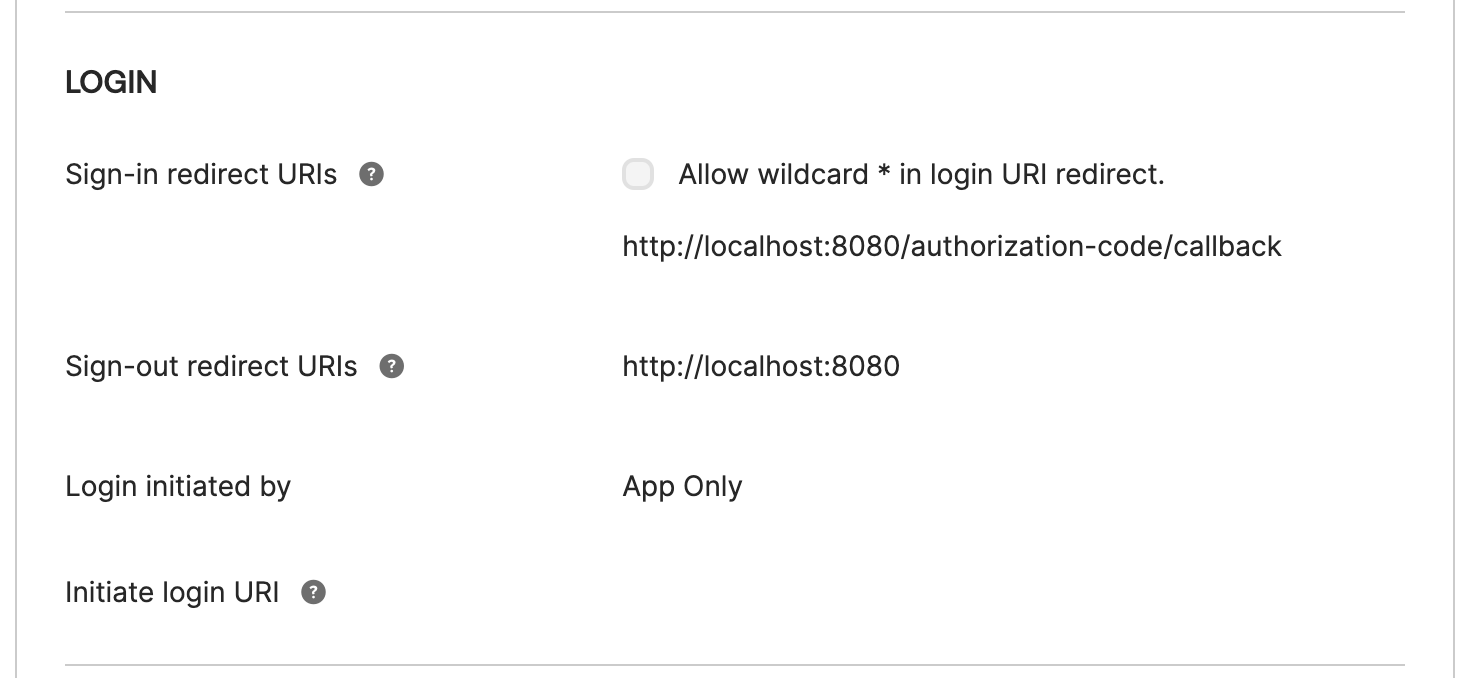 LOGIN
Sign-in redirect URIs ?
Allow wildcard * in login URI redirect.
http://localhost:8080/authorization-code/callback
Sign-out redirect URIs ?
http://localhost:8080
Login initiated by
App Only
Initiate login URI ?